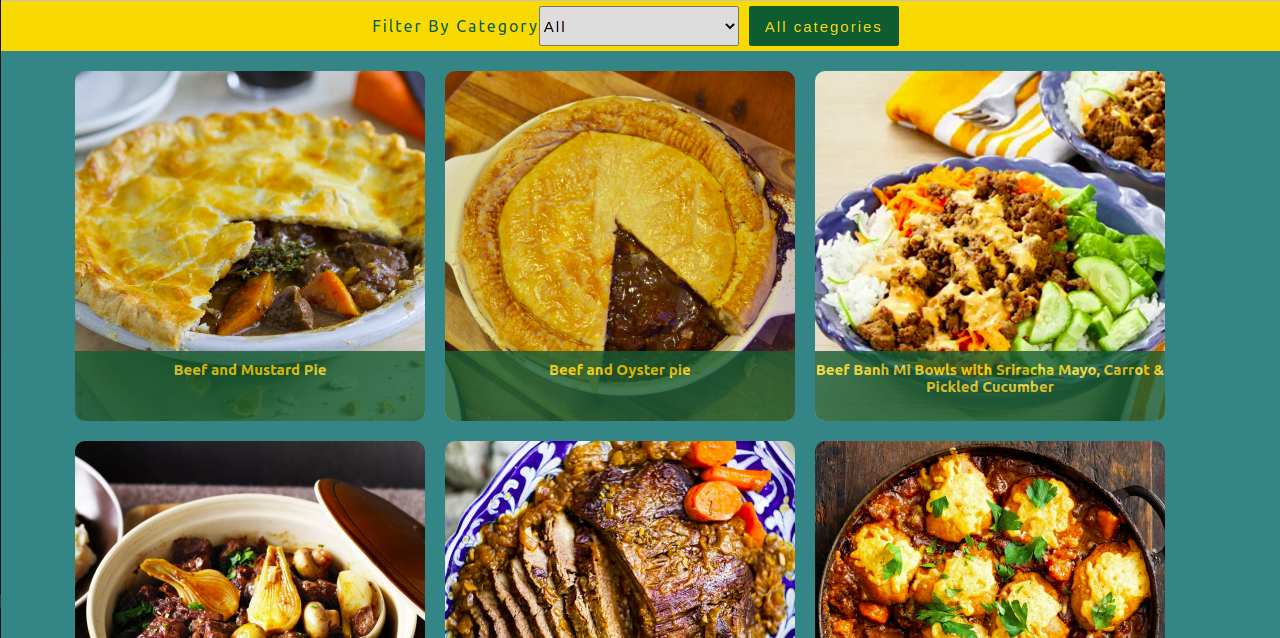 Filter By Category All All categories
Beef and Mustard Pie
Beef and Oyster pie
Beef Banh Mi Bowls with Sriracha Mayo, Carrot &
Pickled Cucumber